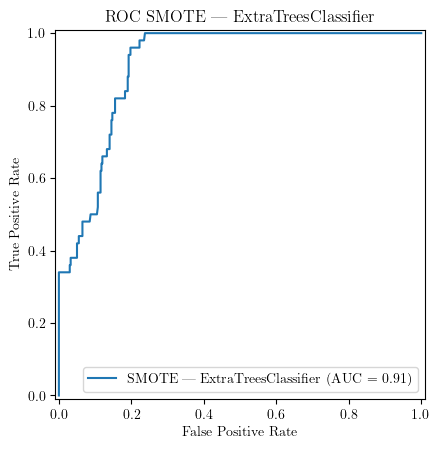 ROC SMOTE — ExtraTreesClassifier
1.0
0.8
0.6
0.4
0.2
0.0
True Positive Rate
SMOTE — ExtraTreesClassifier (AUC = 0.91)
0.0 0.2 0.4 0.6 0.8 1.0
False Positive Rate